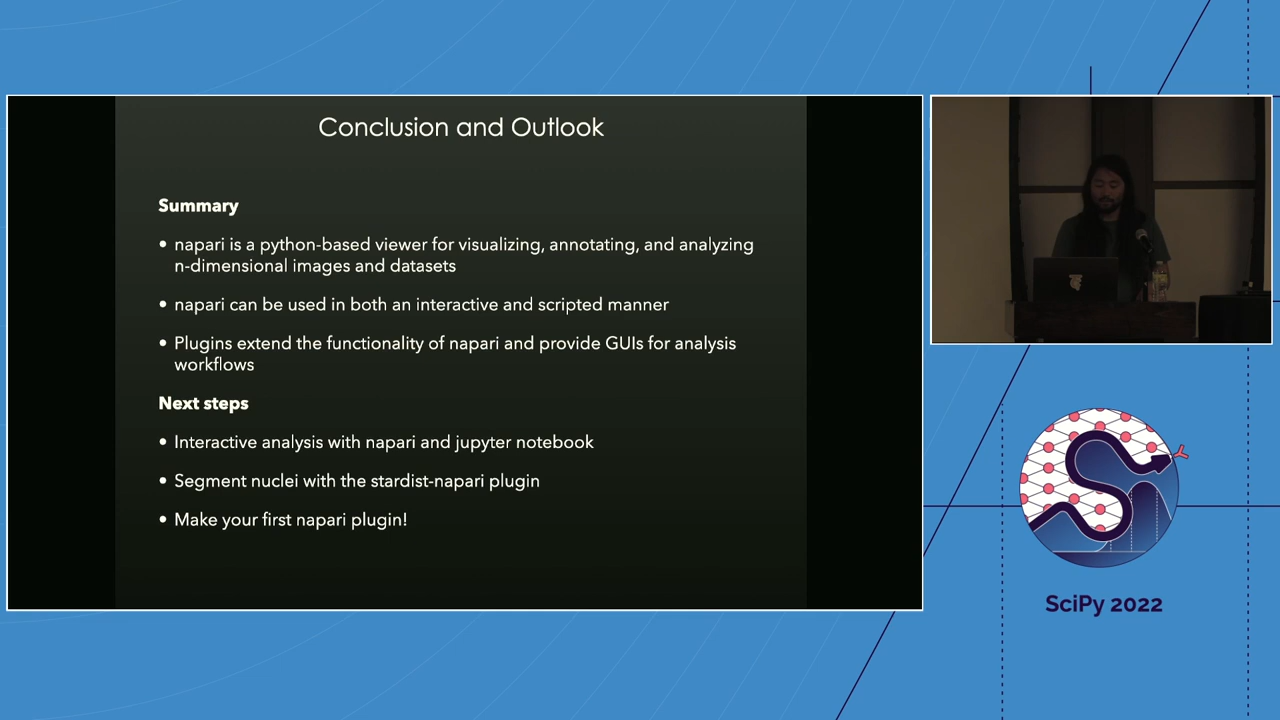 Conclusion and Outlook
Summary
• napari is a python-based viewer for visualizing, annotating, and analyzing
n-dimensional images and datasets
• napari can be used in both an interactive and scripted manner
• Plugins extend the functionality of napari and provide GUIs for analysis
workflows
Next steps
• Interactive analysis with napari and jupyter notebook
• Segment nuclei with the stardist-napari plugin
• Make your first napari plugin!
SciPy 2022